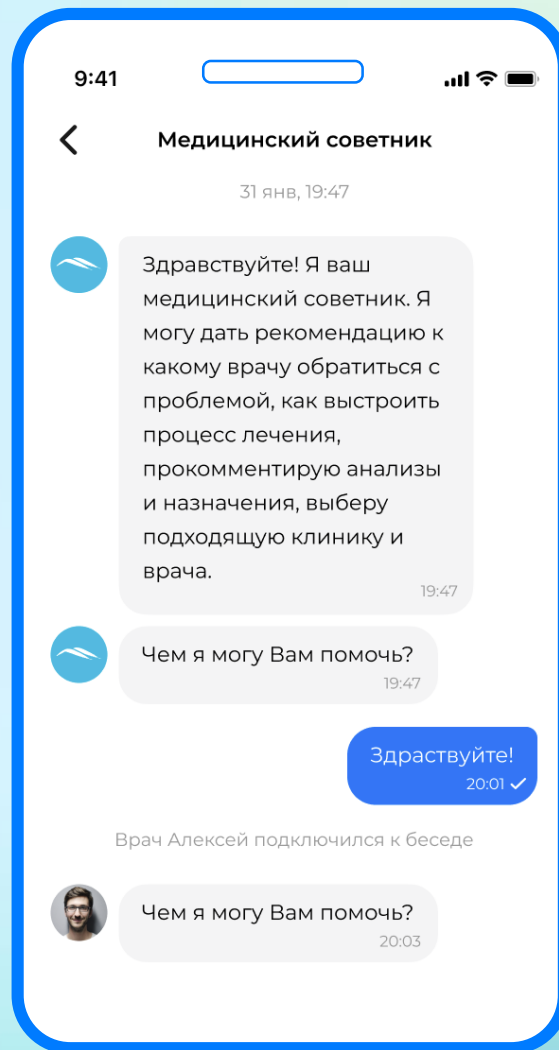 9:41
Медицинский советник
31 янв, 19:47
Здравствуйте! Я ваш
медицинский советник. Я
могу дать рекомендацию к
какому врачу обратиться с
проблемой, как выстроить
процесс лечения,
прокомментирую анализы
и назначения, выберу
подходящую клинику и
врача.
19:47
Чем я могу Вам помочь?
19:47
Здраствуйте!
20:01
Врач Алексей подключился к беседе
Чем я могу Вам помочь?
20:03